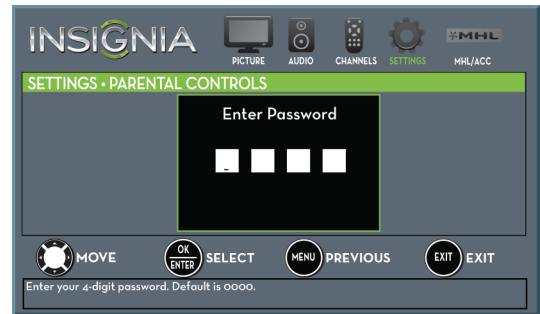 INSIGNIA
PICTURE AUDIO CHANNELS SETTINGS MHL MHL/ACC
SETTINGS • PARENTAL CONTROLS
Enter Password
_
MOVE OK ENTER SELECT MENU PREVIOUS EXIT EXIT
Enter your 4-digit password. Default is 0000.